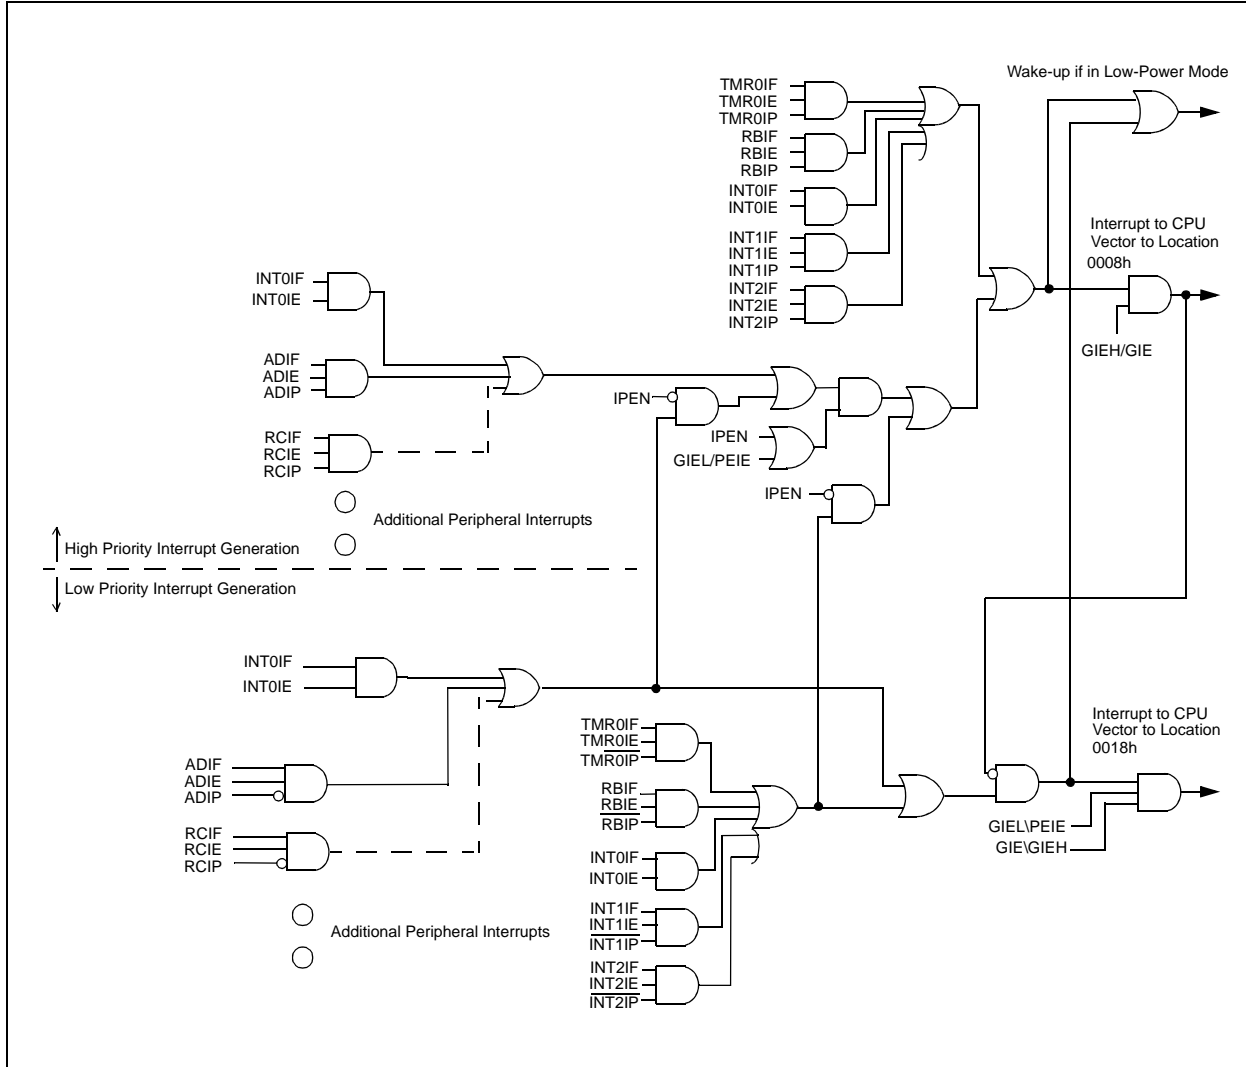 Wake-up if in Low-Power Mode
TMR0IF
TMR0IE
TMR0IP
RBIF
RBIE
RBIP
INT0IF
INT0IE
INT1IF
INT1IE
INT1IP
INT2IF
INT2IE
INT2IP
Interrupt to CPU
Vector to Location
0008h
GIEH/GIE
INT0IF
INT0IE
ADIF
ADIE
ADIP
RCIF
RCIE
RCIP
IPEN
IPEN
GIEL/PEIE
IPEN
Additional Peripheral Interrupts
High Priority Interrupt Generation
Low Priority Interrupt Generation
INT0IF
INT0IE
ADIF
ADIE
ADIP
RCIF
RCIE
RCIP
Additional Peripheral Interrupts
TMR0IF
TMR0IE
TMR0IP
RBIF
RBIE
RBIP
INT0IF
INT0IE
INT1IF
INT1IE
INT1IP
INT2IF
INT2IE
INT2IP
Interrupt to CPU
Vector to Location
0018h
GIEL\PEIE
GIE\GIEH